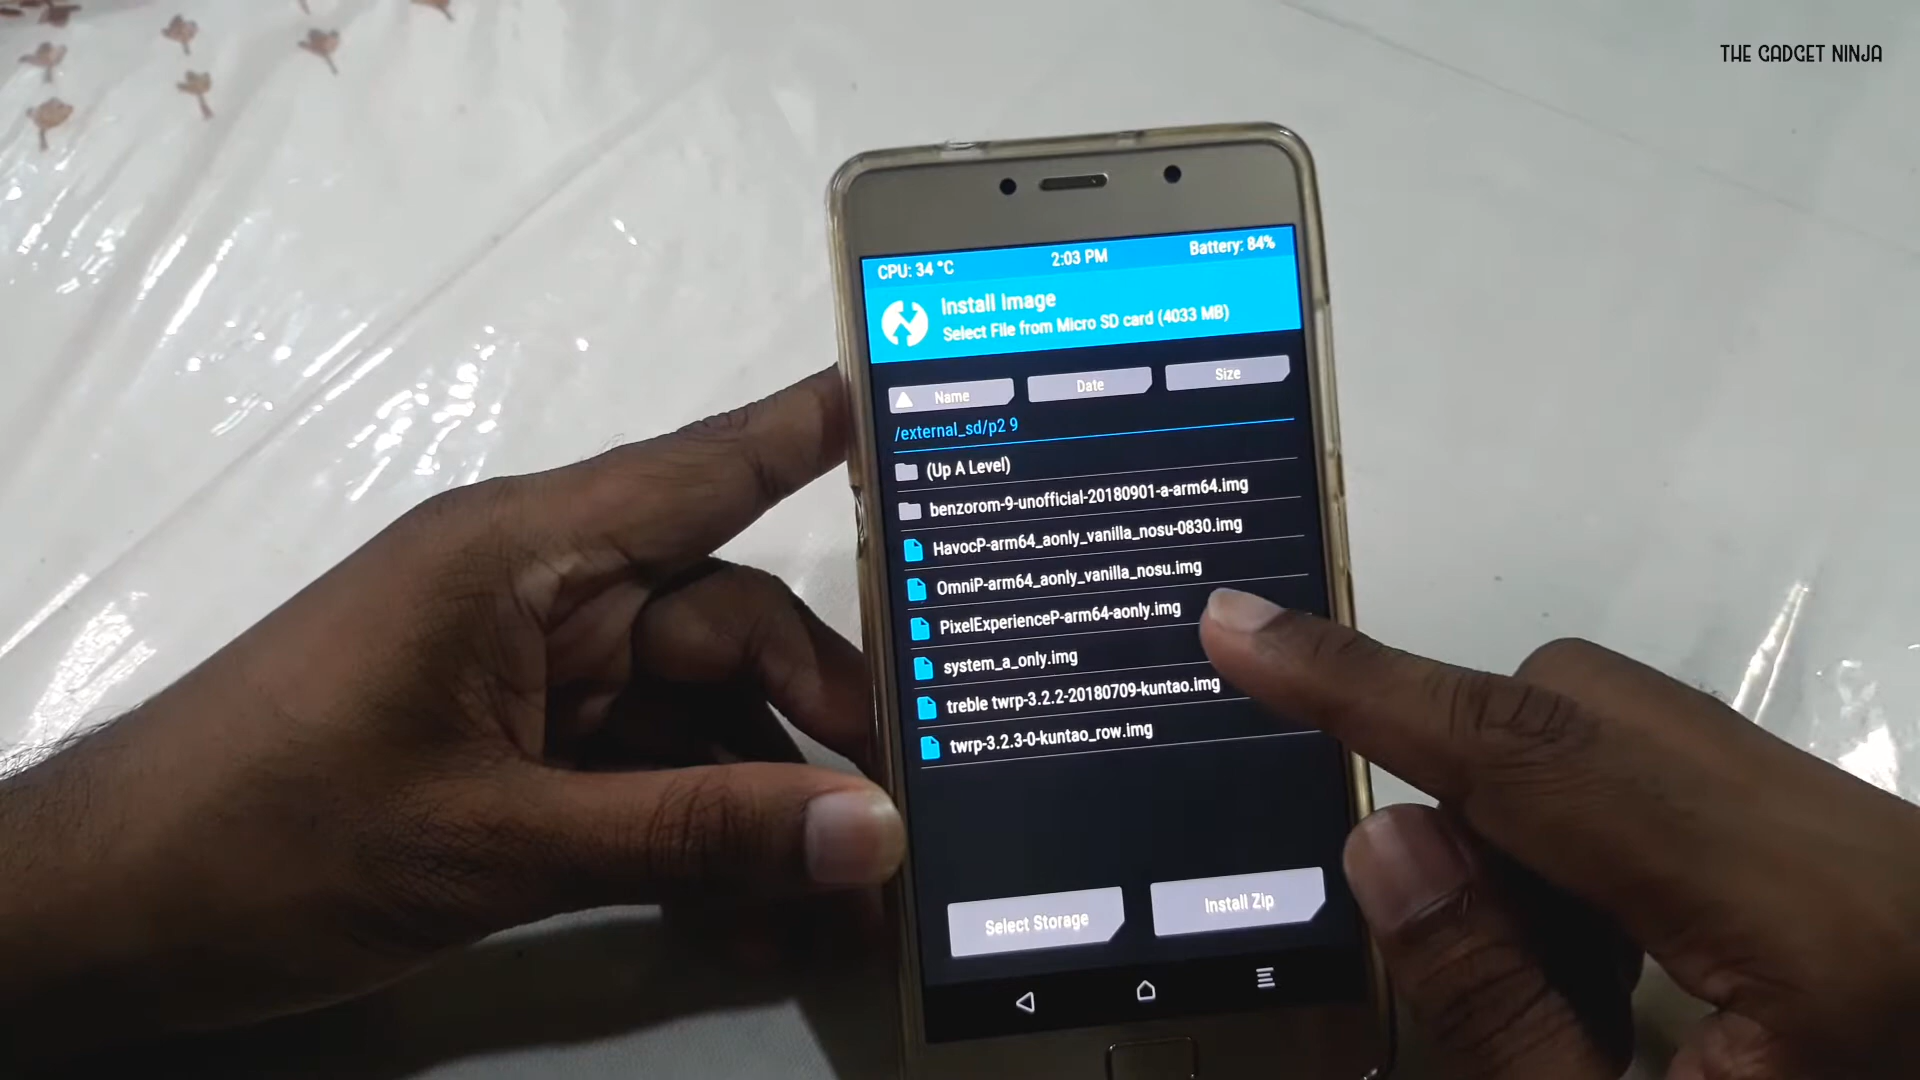 THE GADGET NINJA
CPU: 34 °C
2:03 PM
Battery: 84%
Install Image
Select File from Micro SD card (4033 MB)
Name
Date
Size
/external_sd/p2 9
(Up A Level)
benzorom-9-unofficial-20180901-a-arm64.img
HavocP-arm64_aonly_vanilla_nosu-0830.img
OmniP-arm64_aonly_vanilla_nosu.img
PixelExperienceP-arm64-aonly.img
system_a_only.img
treble twrp-3.2.2-20180709-kuntao.img
twrp-3.2.3-0-kuntao_row.img
Select Storage
Install Zip